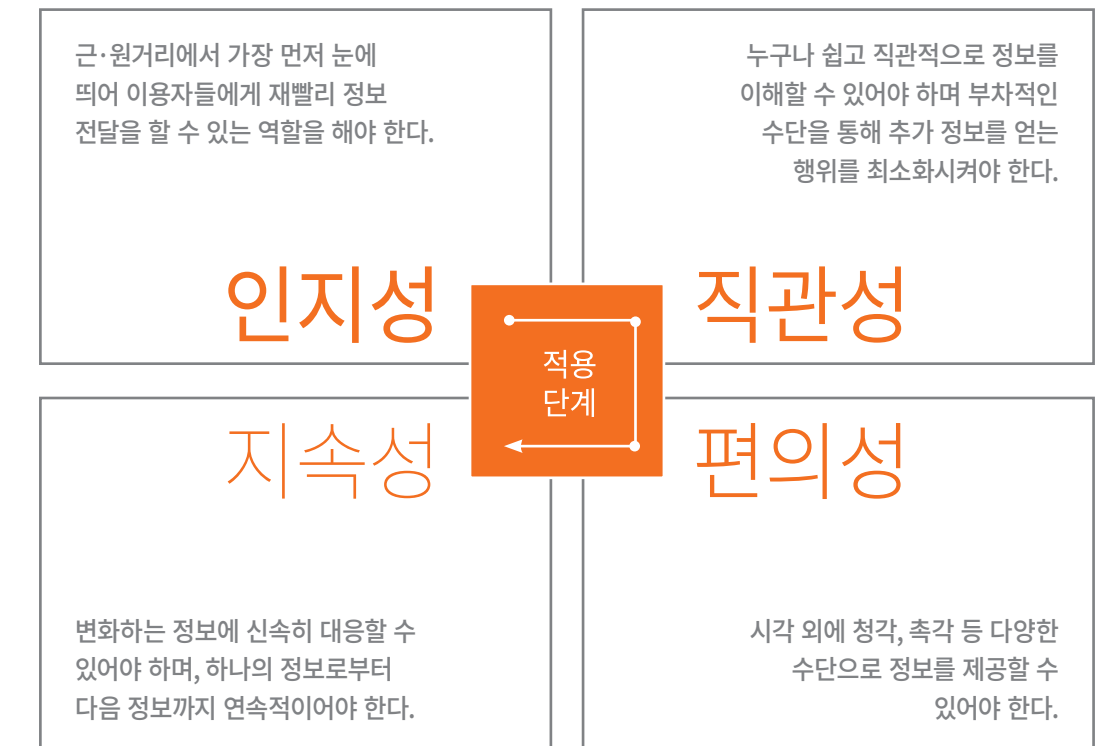 근·원거리에서 가장 먼저 눈에
띄어 이용자들에게 재빨리 정보
전달을 할 수 있는 역할을 해야 한다.
인지성
누구나 쉽고 직관적으로 정보를
이해할 수 있어야 하며 부차적인
수단을 통해 추가 정보를 얻는
행위를 최소화시켜야 한다.
직관성
적용
단계
지속성
변화하는 정보에 신속히 대응할 수
있어야 하며, 하나의 정보로부터
다음 정보까지 연속적이어야 한다.
편의성
시각 외에 청각, 촉각 등 다양한
수단으로 정보를 제공할 수
있어야 한다.